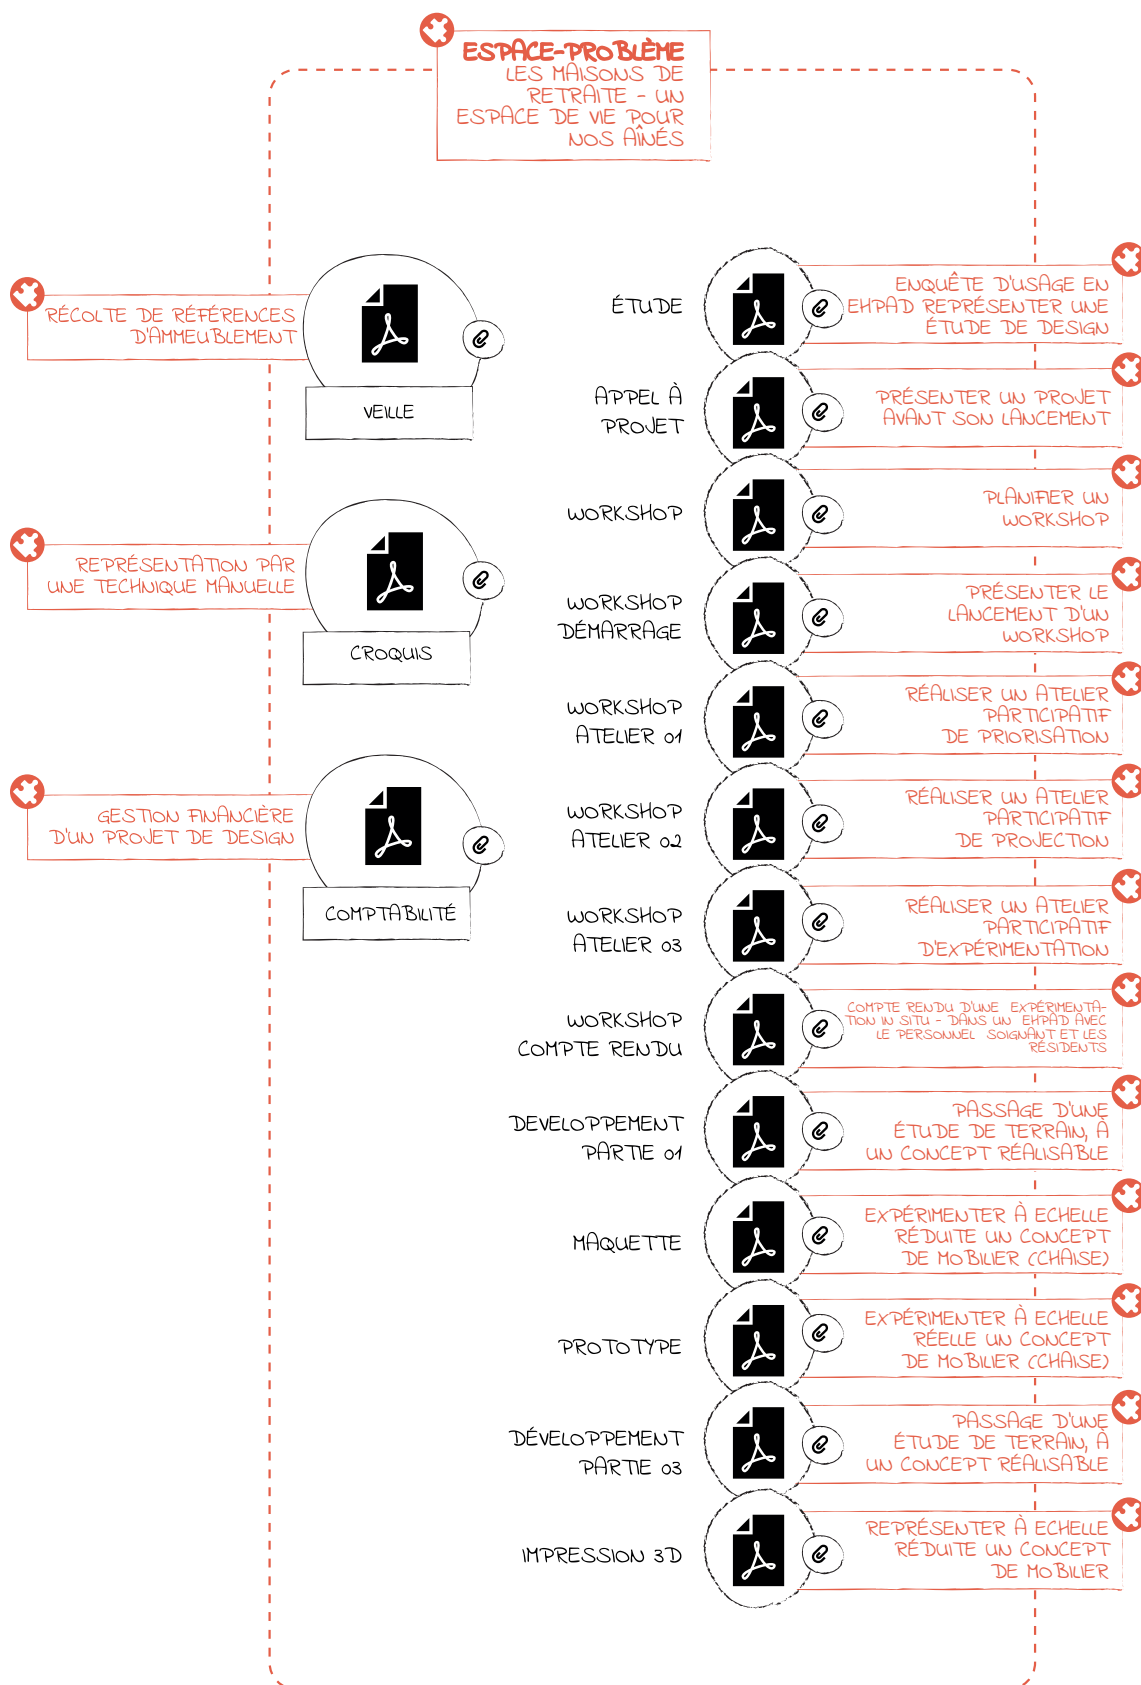 ESPACE-PROBLÈME
LES MAISONS DE
RETRAITE - UN
ESPACE DE VIE POUR
NOS AÎNÉS
RÉCOLTE DE RÉFÉRENCES
D'AMMEUBLEMENT
VEILLE
REPRÉSENTATION PAR
UNE TECHNIQUE MANUELLE
CROQUIS
GESTION FINANCIÈRE
D'UN PROJET DE DESIGN
COMPTABILITÉ
ÉTUDE
ENQUÊTE D'USAGE EN
EHPAD REPRÉSENTER UNE
ÉTUDE DE DESIGN
APPEL À
PROJET
PRÉSENTER UN PROJET
AVANT SON LANCEMENT
WORKSHOP
PLANIFIER UN
WORKSHOP
WORKSHOP
DÉMARRAGE
PRÉSENTER LE
LANCEMENT D'UN
WORKSHOP
WORKSHOP
ATELIER 01
RÉALISER UN ATELIER
PARTICIPATIF
DE PRIORISATION
WORKSHOP
ATELIER 02
RÉALISER UN ATELIER
PARTICIPATIF
DE PROJECTION
WORKSHOP
ATELIER 03
RÉALISER UN ATELIER
PARTICIPATIF
D'EXPÉRIMENTATION
WORKSHOP
COMPTE RENDU
COMPTE RENDU D'UNE EXPÉRIMENTA-
TION IN SITU - DANS UN EHPAD AVEC
LE PERSONNEL SOIGNANT ET LES
RÉSIDENTS
DEVELOPPEMENT
PARTIE 01
PASSAGE D'UNE
ÉTUDE DE TERRAIN, À
UN CONCEPT RÉALISABLE
MAQUETTE
EXPÉRIMENTER À ECHELLE
RÉDUITE UN CONCEPT
DE MOBILIER (CHAISE)
PROTOTYPE
EXPÉRIMENTER À ECHELLE
RÉELLE UN CONCEPT
DE MOBILIER (CHAISE)
DÉVELOPPEMENT
PARTIE 03
PASSAGE D'UNE
ÉTUDE DE TERRAIN, À
UN CONCEPT RÉALISABLE
IMPRESSION 3D
REPRÉSENTER À ECHELLE
RÉDUITE UN CONCEPT
DE MOBILIER